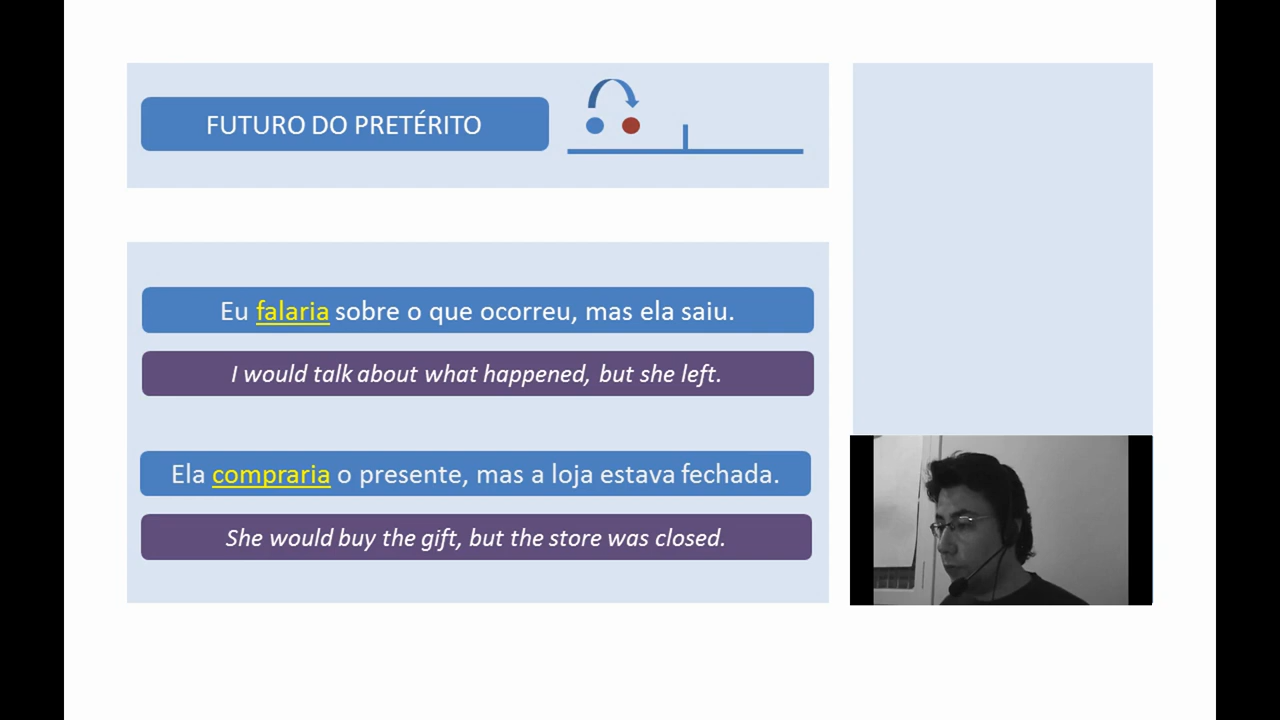 FUTURO DO PRETÉRITO
Eu falaria sobre o que ocorreu, mas ela saiu.
I would talk about what happened, but she left.
Ela compraria o presente, mas a loja estava fechada.
She would buy the gift, but the store was closed.